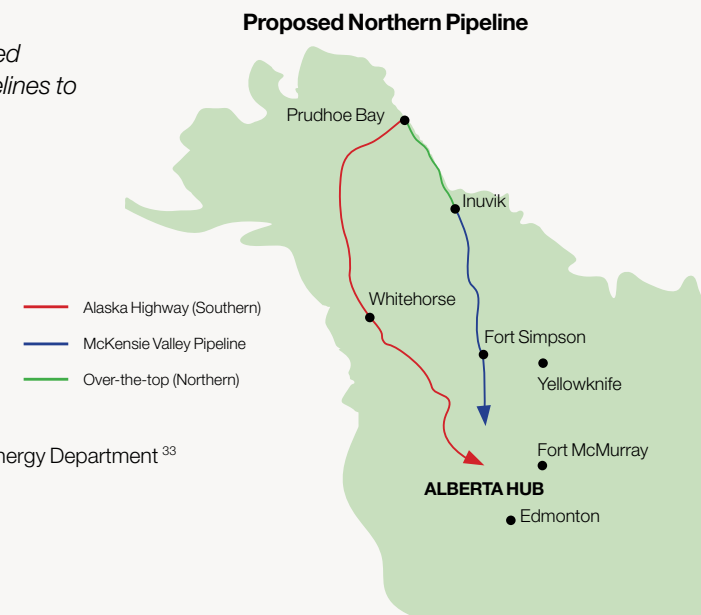 Proposed Northern Pipeline
ed
elines to
Prudhoe Bay
Inuvik
Whitehorse
Alaska Highway (Southern)
McKensie Valley Pipeline
Over-the-top (Northern)
Fort Simpson
Yellowknife
nergy Department 33
Fort McMurray
ALBERTA HUB
Edmonton